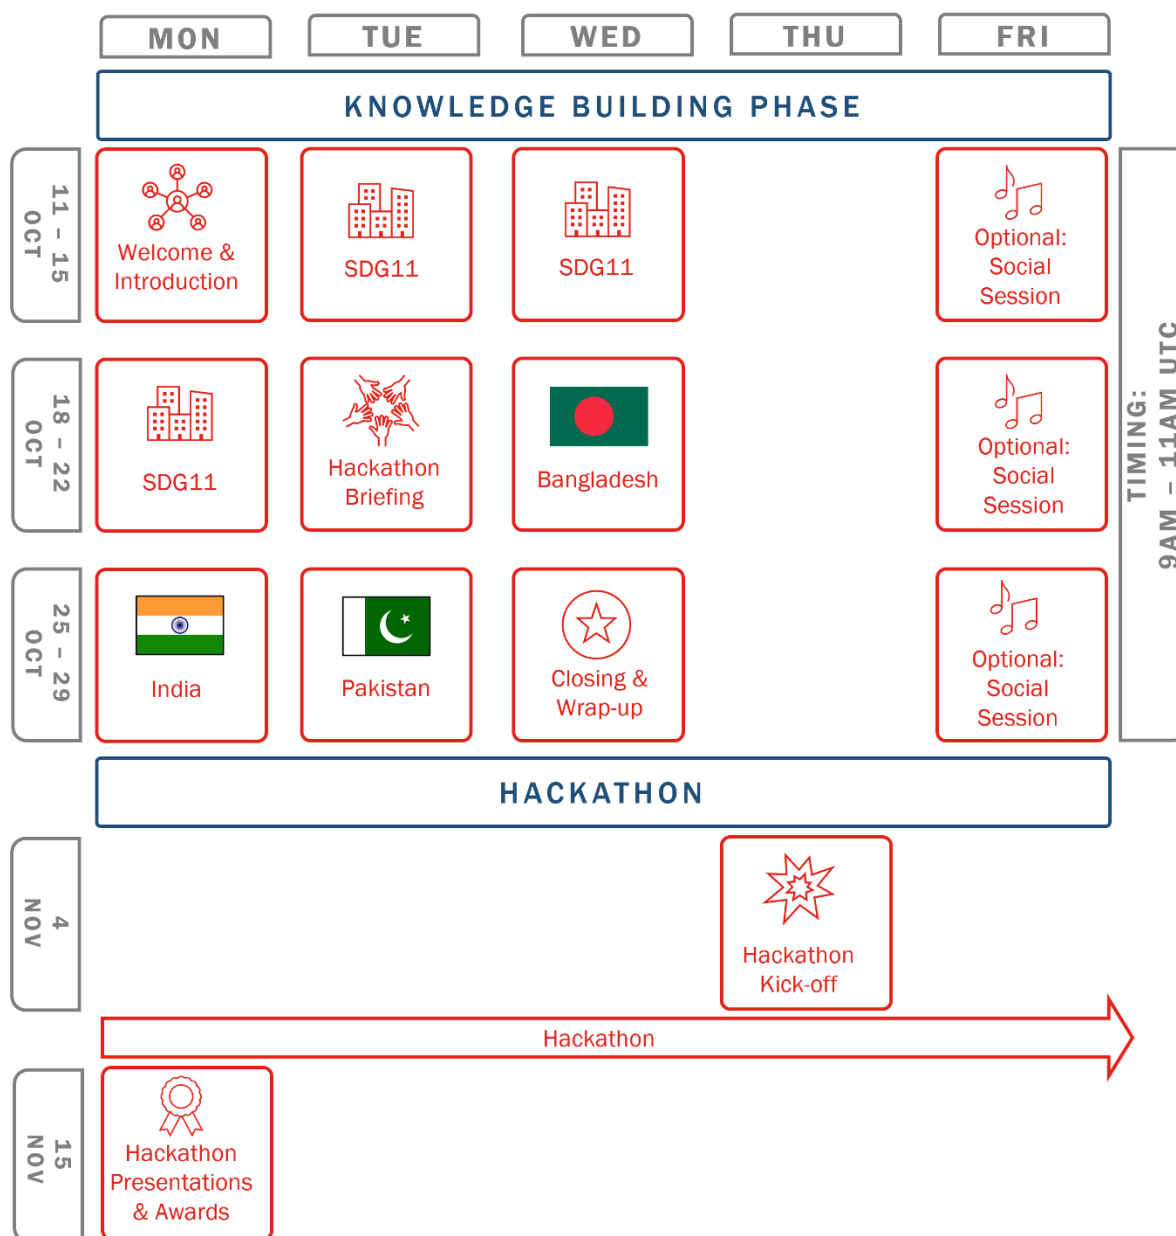 MON
TUE
WED
THU
FRI
KNOWLEDGE BUILDING PHASE
11 – 15
OCT
Welcome &
Introduction
SDG11
SDG11
Optional:
Social
Session
18 – 22
OCT
SDG11
Hackathon
Briefing
Bangladesh
Optional:
Social
Session
25 – 29
OCT
India
Pakistan
Closing &
Wrap-up
Optional:
Social
Session
TIMING:
9AM – 11AM UTC
HACKATHON
4
NOV
Hackathon
Kick-off
Hackathon
15
NOV
Hackathon
Presentations
& Awards